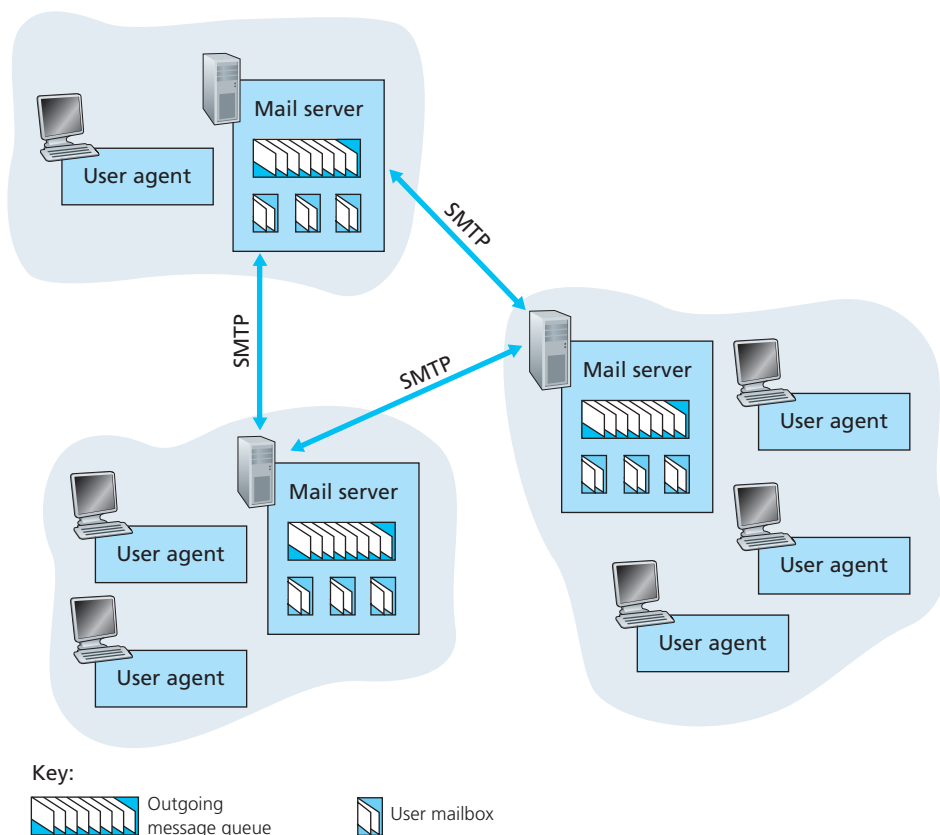 Mail server
User agent
SMTP
SMTP
SMTP
Mail server
User agent
Mail server
User agent
User agent
User agent
User agent
User agent
Key:
Outgoing
message queue
User mailbox